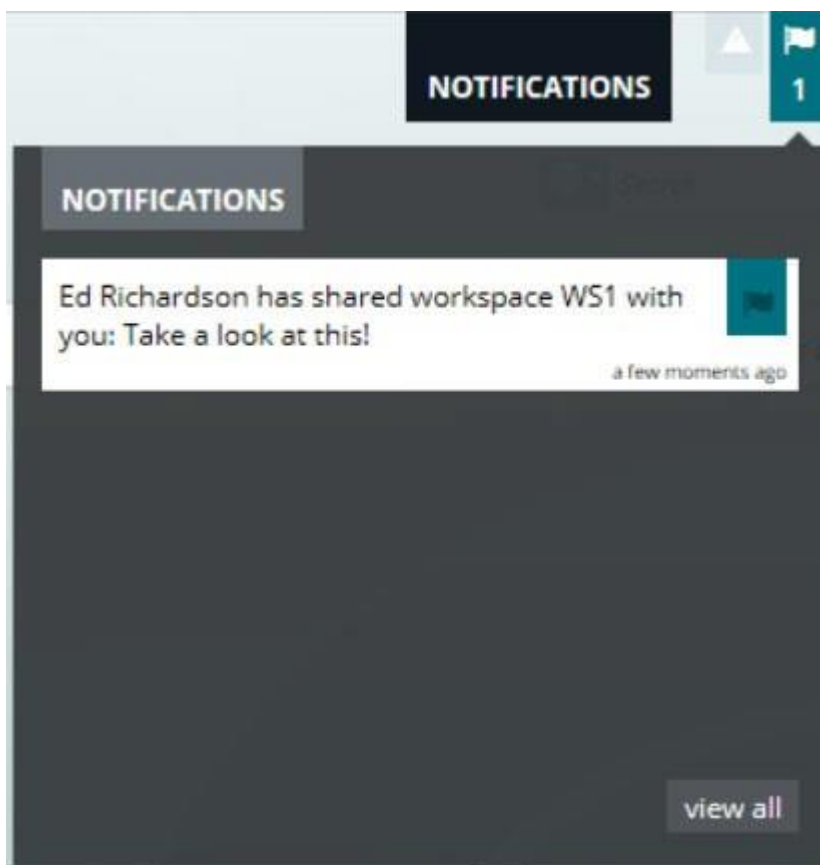 NOTIFICATIONS
1
NOTIFICATIONS
Ed Richardson has shared workspace WS1 with
you: Take a look at this!
a few moments ago
view all